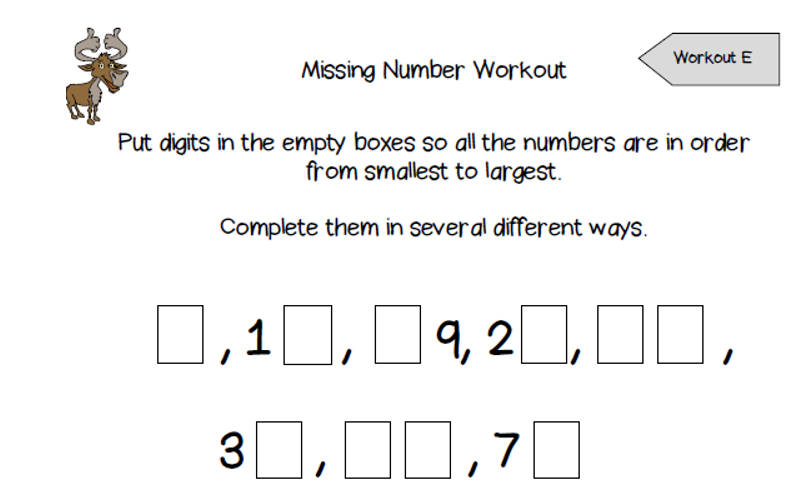 Workout E
Missing Number Workout
Put digits in the empty boxes so all the numbers are in order
from smallest to largest.
Complete them in several different ways.
, 1 , 9, 2 , ,
3 , , 7